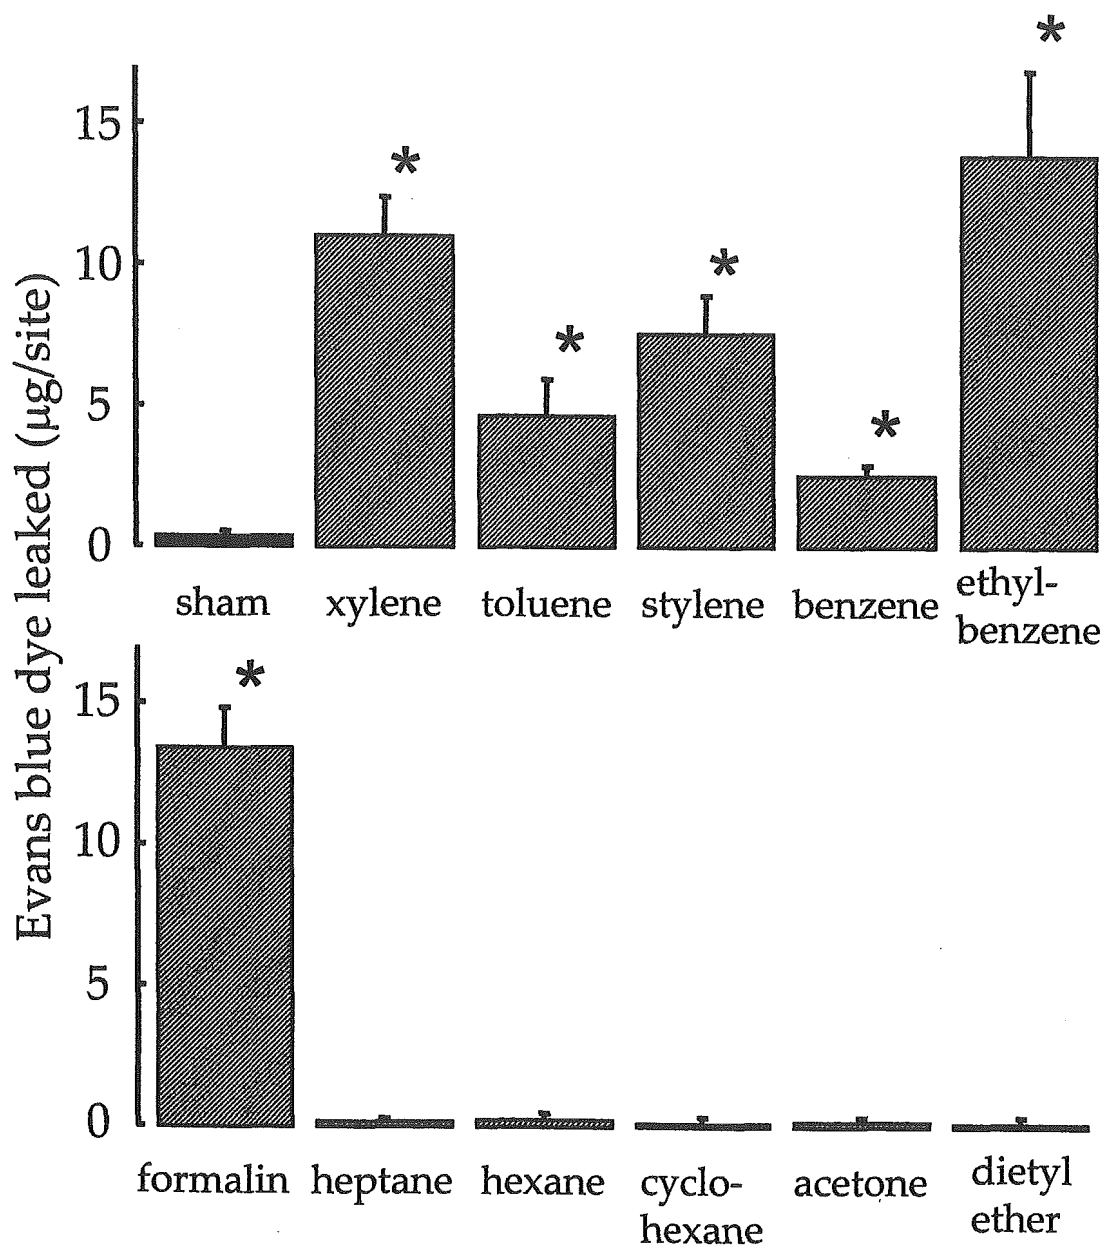 Evans blue dye leaked (μg/site)
15
10
5
0
*
*
*
*
*
sham
xylene
toluene
stylene
benzene
ethyl-
benzene
15
10
5
0
*
formalin
heptane
hexane
cyclo-
hexane
acetone
dietyl
ether